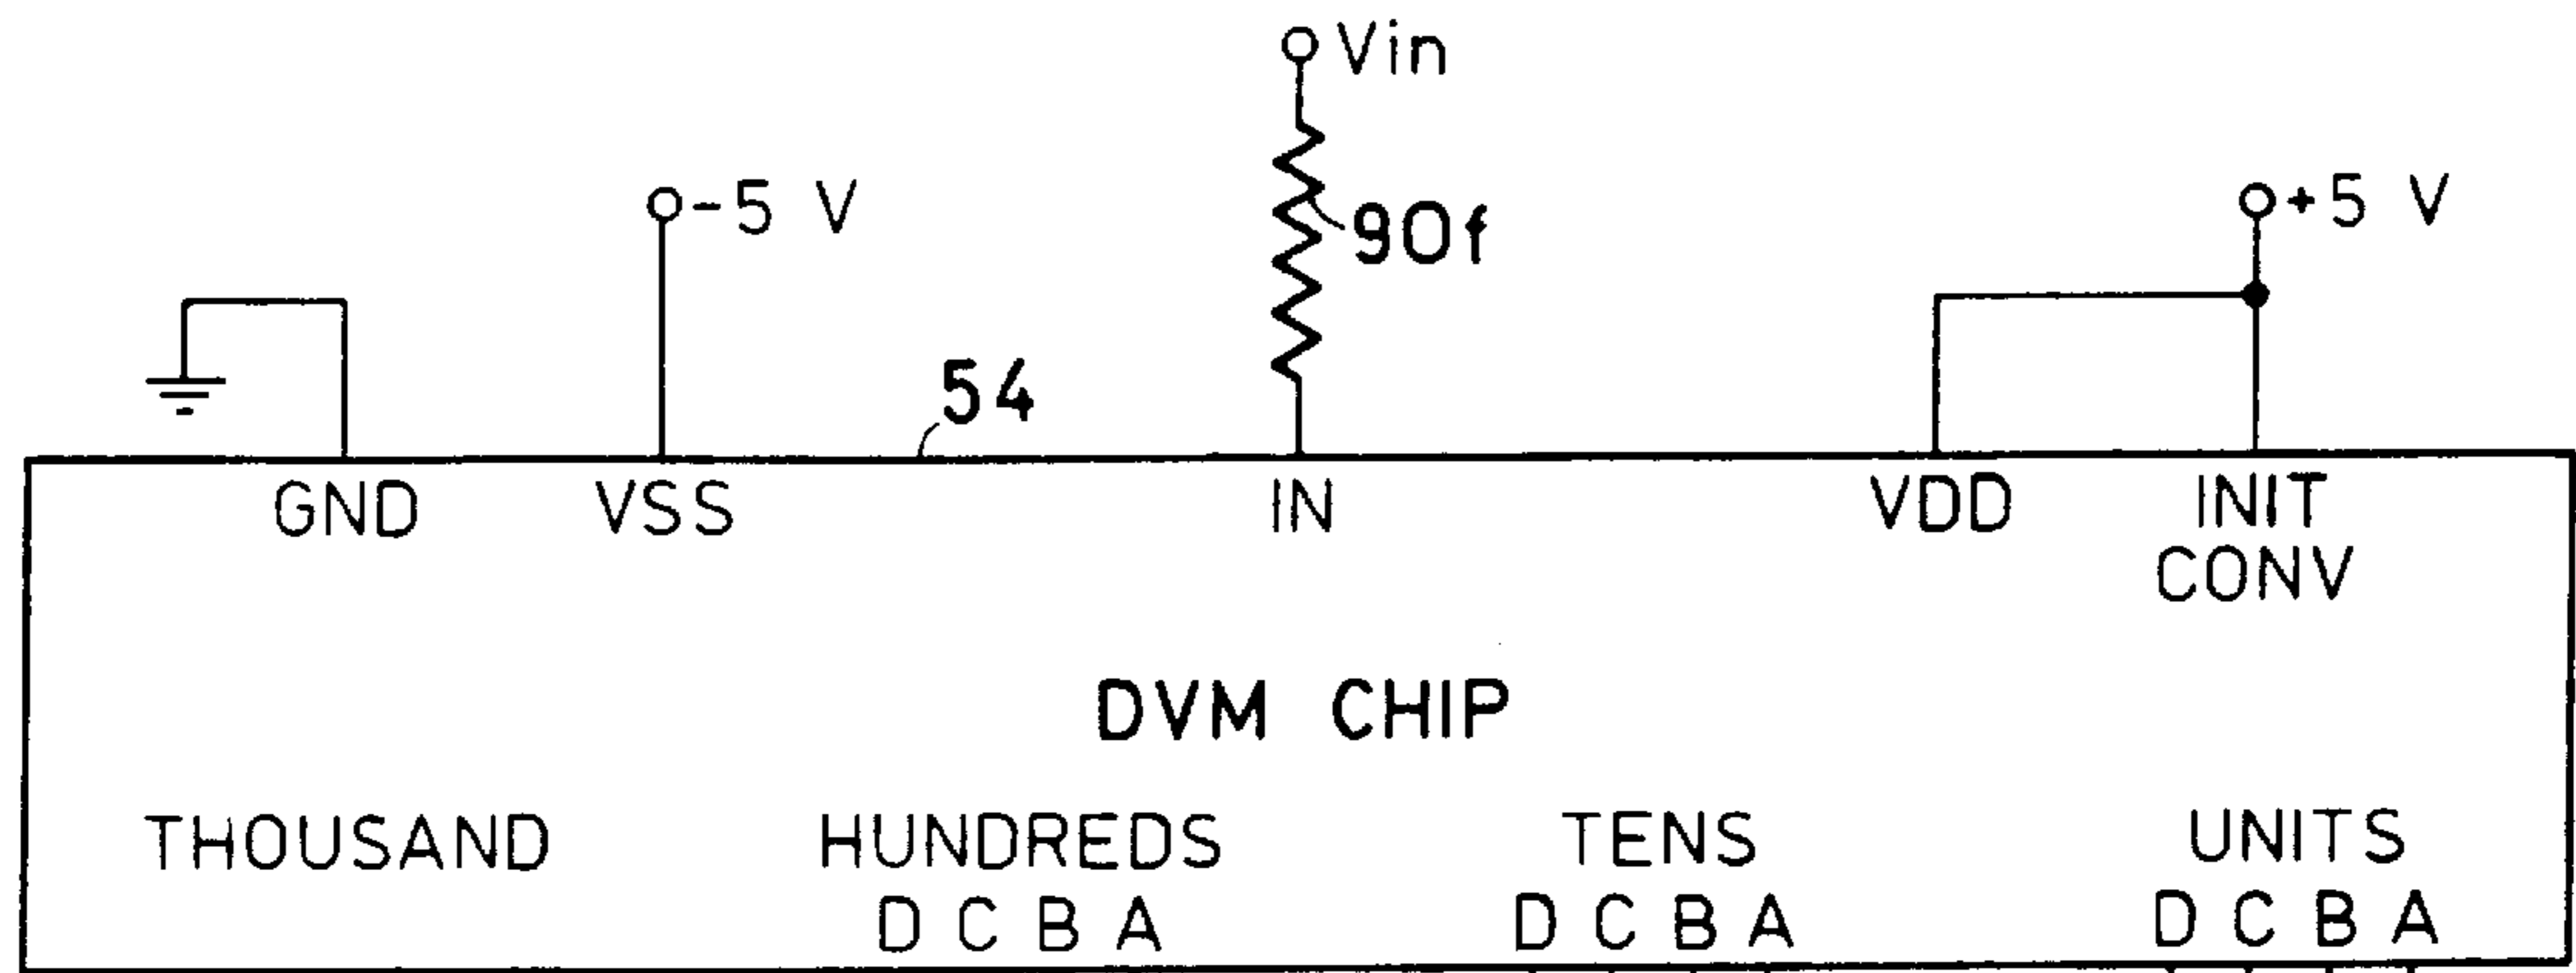 Vin
-5 V
90f
+5 V
54
GND VSS IN VDD INIT
CONV
DVM CHIP
THOUSAND HUNDREDS TENS UNITS
D C B A D C B A D C B A